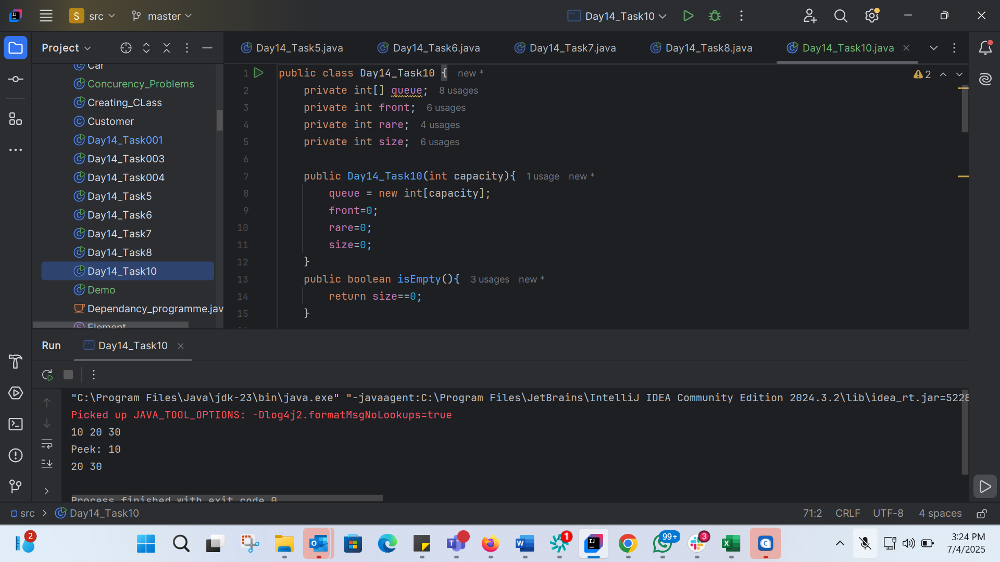 S src master Day14_Task10
Project
Day14_Task5.java Day14_Task6.java Day14_Task7.java Day14_Task8.java Day14_Task10.java
Car
Concurency_Problems
Creating_CLass
Customer
Day14_Task001
Day14_Task003
Day14_Task004
Day14_Task5
Day14_Task6
Day14_Task7
Day14_Task8
Day14_Task10
Demo
Dependancy_programme.jav
Element
1 public class Day14_Task10 { new *
2 private int[] queue; 8 usages
3 private int front; 6 usages
4 private int rare; 4 usages
5 private int size; 6 usages
6
7 public Day14_Task10(int capacity){ 1 usage new *
8 queue = new int[capacity];
9 front=0;
10 rare=0;
11 size=0;
12 }
13 public boolean isEmpty(){ 3 usages new *
14 return size==0;
15 }
2
Run Day14_Task10
"C:\Program Files\Java\jdk-23\bin\java.exe" "-javaagent:C:\Program Files\JetBrains\IntelliJ IDEA Community Edition 2024.3.2\lib\idea_rt.jar=5228
Picked up JAVA_TOOL_OPTIONS: -Dlog4j2.formatMsgNoLookups=true
10 20 30
Peek: 10
20 30
Process finished with exit code 0
src > Day14_Task10 71:2 CRLF UTF-8 4 spaces
2 99+ 1 3
3:24 PM
7/4/2025